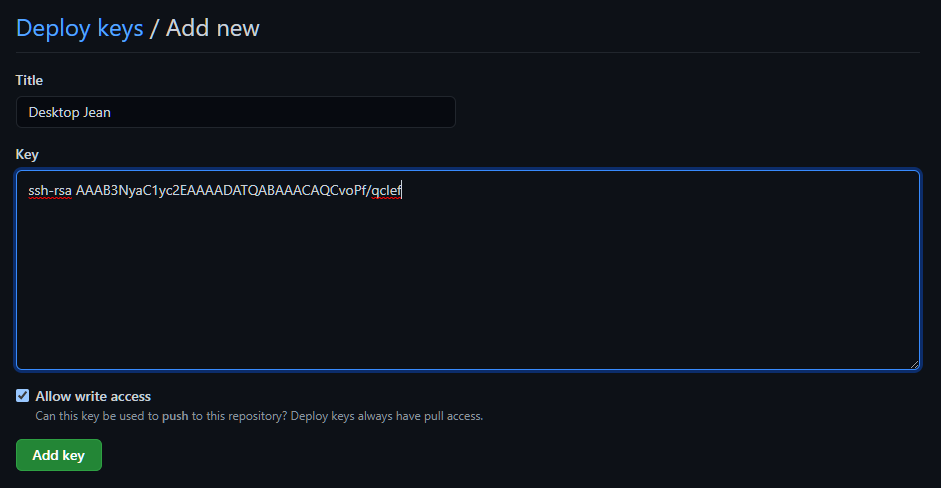 Deploy keys / Add new
Title
Desktop Jean
Key
ssh-rsa AAAB3NyaC1yc2EAAAADATQABAAACAQCvoPf/qclef
Allow write access
Can this key be used to push to this repository? Deploy keys always have pull access.
Add key